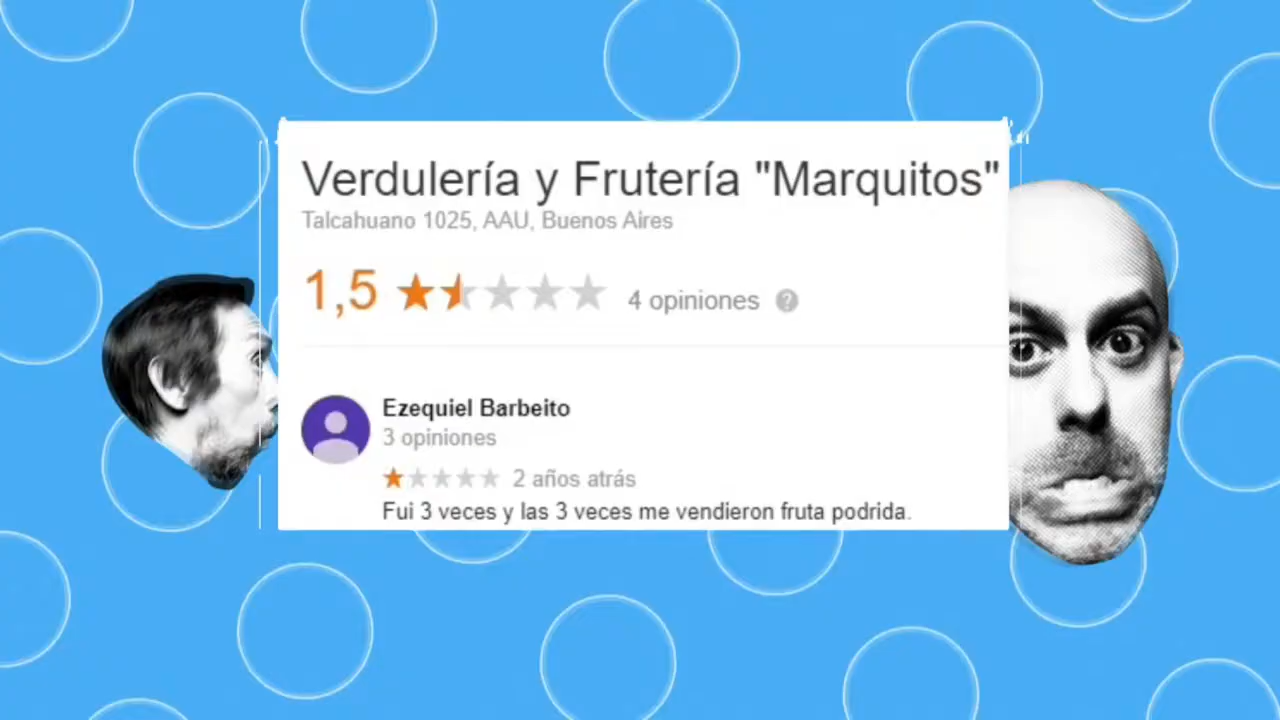 Verdulería y Frutería "Marquitos"
Talcahuano 1025, AAU, Buenos Aires
1,5 4 opiniones ?
Ezequiel Barbeito
3 opiniones
2 años atrás
Fui 3 veces y las 3 veces me vendieron fruta podrida.